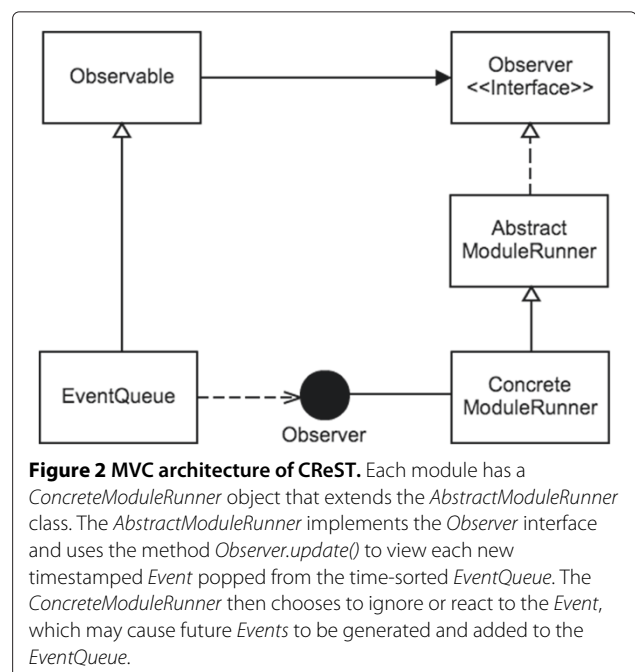 Observable
Observer
<<Interface>>
Abstract
ModuleRunner
EventQueue
Observer
Concrete
ModuleRunner
Figure 2 MVC architecture of CReST. Each module has a
ConcreteModuleRunner object that extends the AbstractModuleRunner
class. The AbstractModuleRunner implements the Observer interface
and uses the method Observer.update() to view each new
timestamped Event popped from the time-sorted EventQueue. The
ConcreteModuleRunner then chooses to ignore or react to the Event,
which may cause future Events to be generated and added to the
EventQueue.